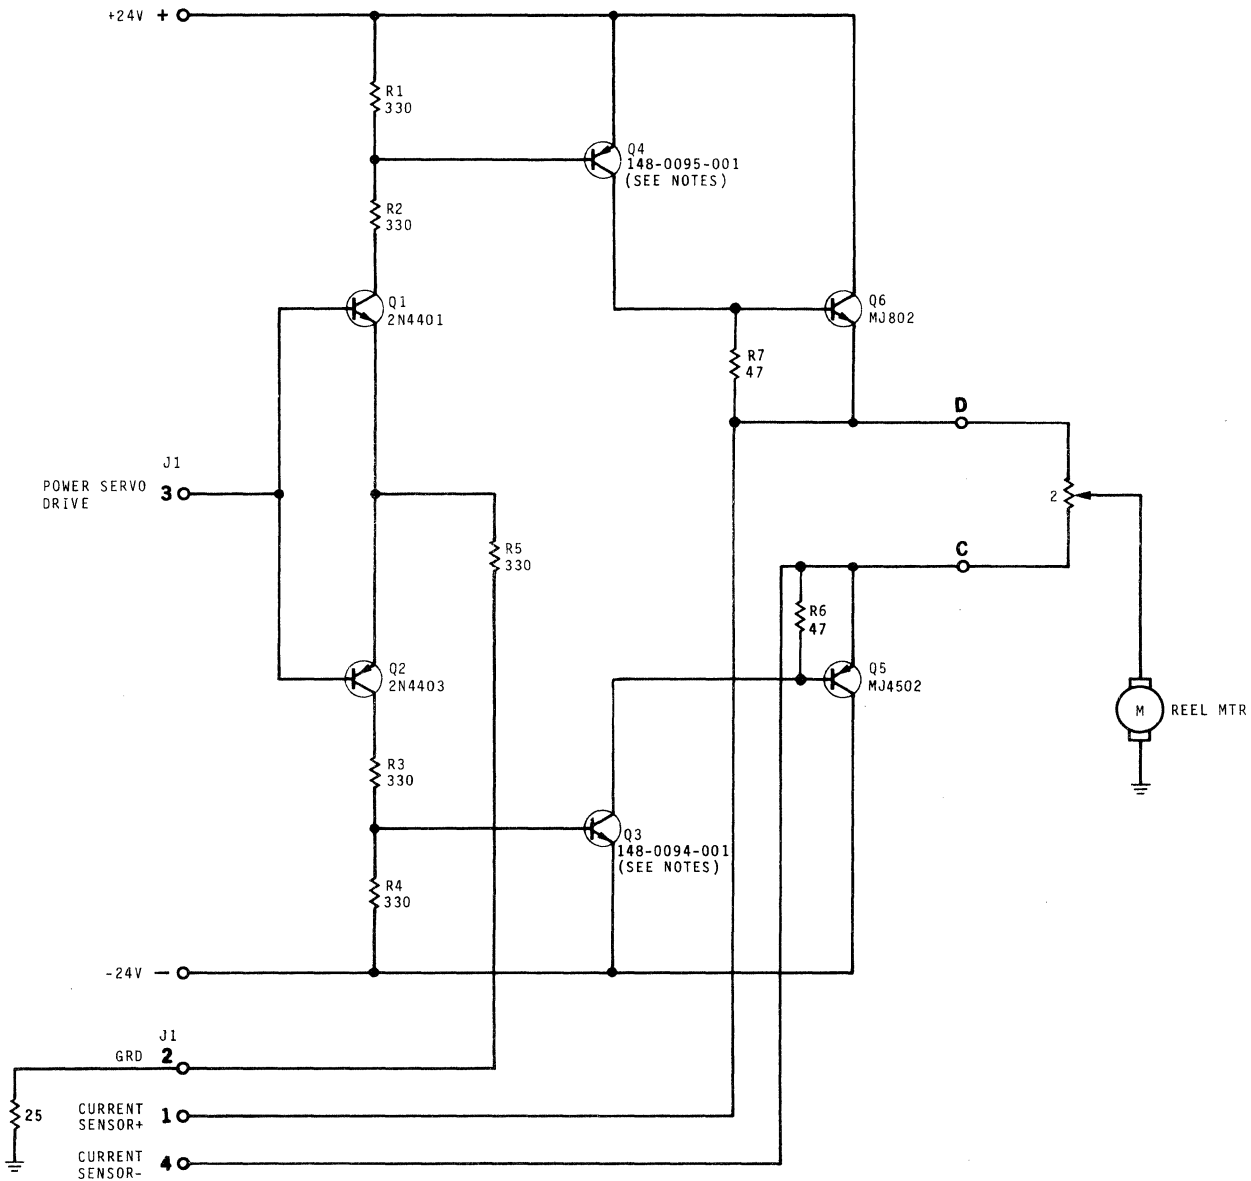 +24V +
R1
330
Q4
148-0095-001
(SEE NOTES)
R2
330
Q1
2N4401
Q6
MJ802
R7
47
D
J1
POWER SERVO 3
DRIVE
2
R5
330
C
R6
47
Q2
2N4403
Q5
MJ4502
M REEL MTR
R3
330
Q3
148-0094-001
(SEE NOTES)
R4
330
-24V –
J1
GRD 2
25
CURRENT 1
SENSOR+
CURRENT 4
SENSOR-